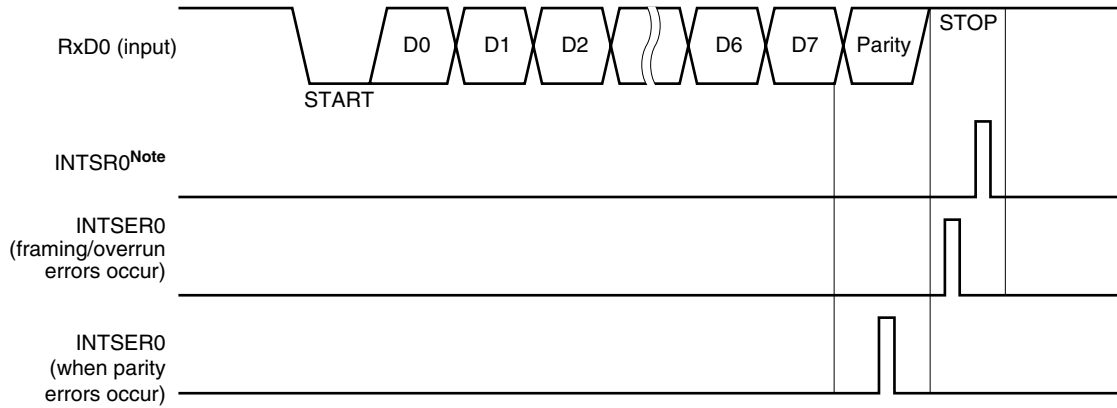 RxD0 (input)
D0
D1
D2
D6
D7
Parity
STOP
START
INTSR0Note
INTSER0
(framing/overrun
errors occur)
INTSER0
(when parity
errors occur)